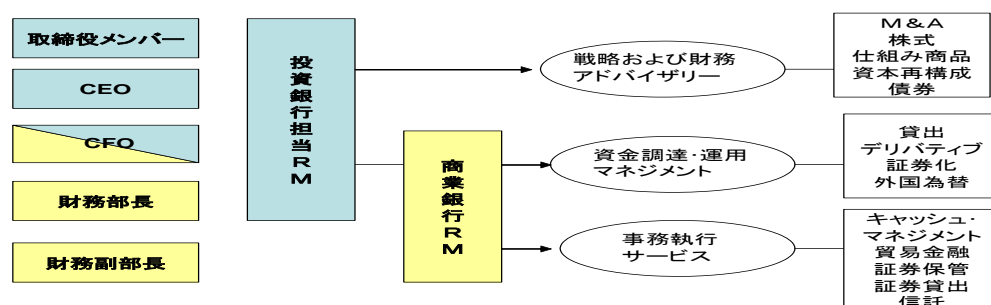 取締役メンバー
CEO
CFO
財務部長
財務副部長
投資銀行担当RM
商業銀行RM
戦略および財務
アドバイザリー
資金調達・運用
マネジメント
事務執行
サービス
M&A
株式
仕組み商品
資本再構成
債券
貸出
デリバティブ
証券化
外国為替
キャッシュ・
マネジメント
貿易金融
証券保管
証券貸出
信託